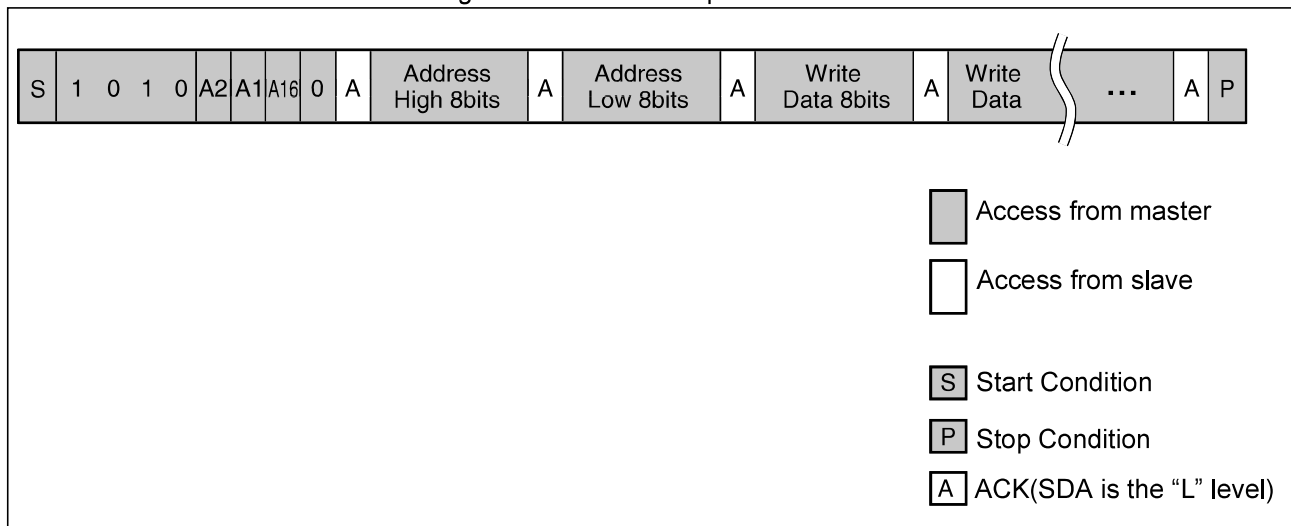 S 1 0 1 0 A2 A1 A16 0 A Address High 8bits A Address Low 8bits A Write Data 8bits A Write Data ... A P
Access from master
Access from slave
S Start Condition
P Stop Condition
A ACK(SDA is the “L” level)